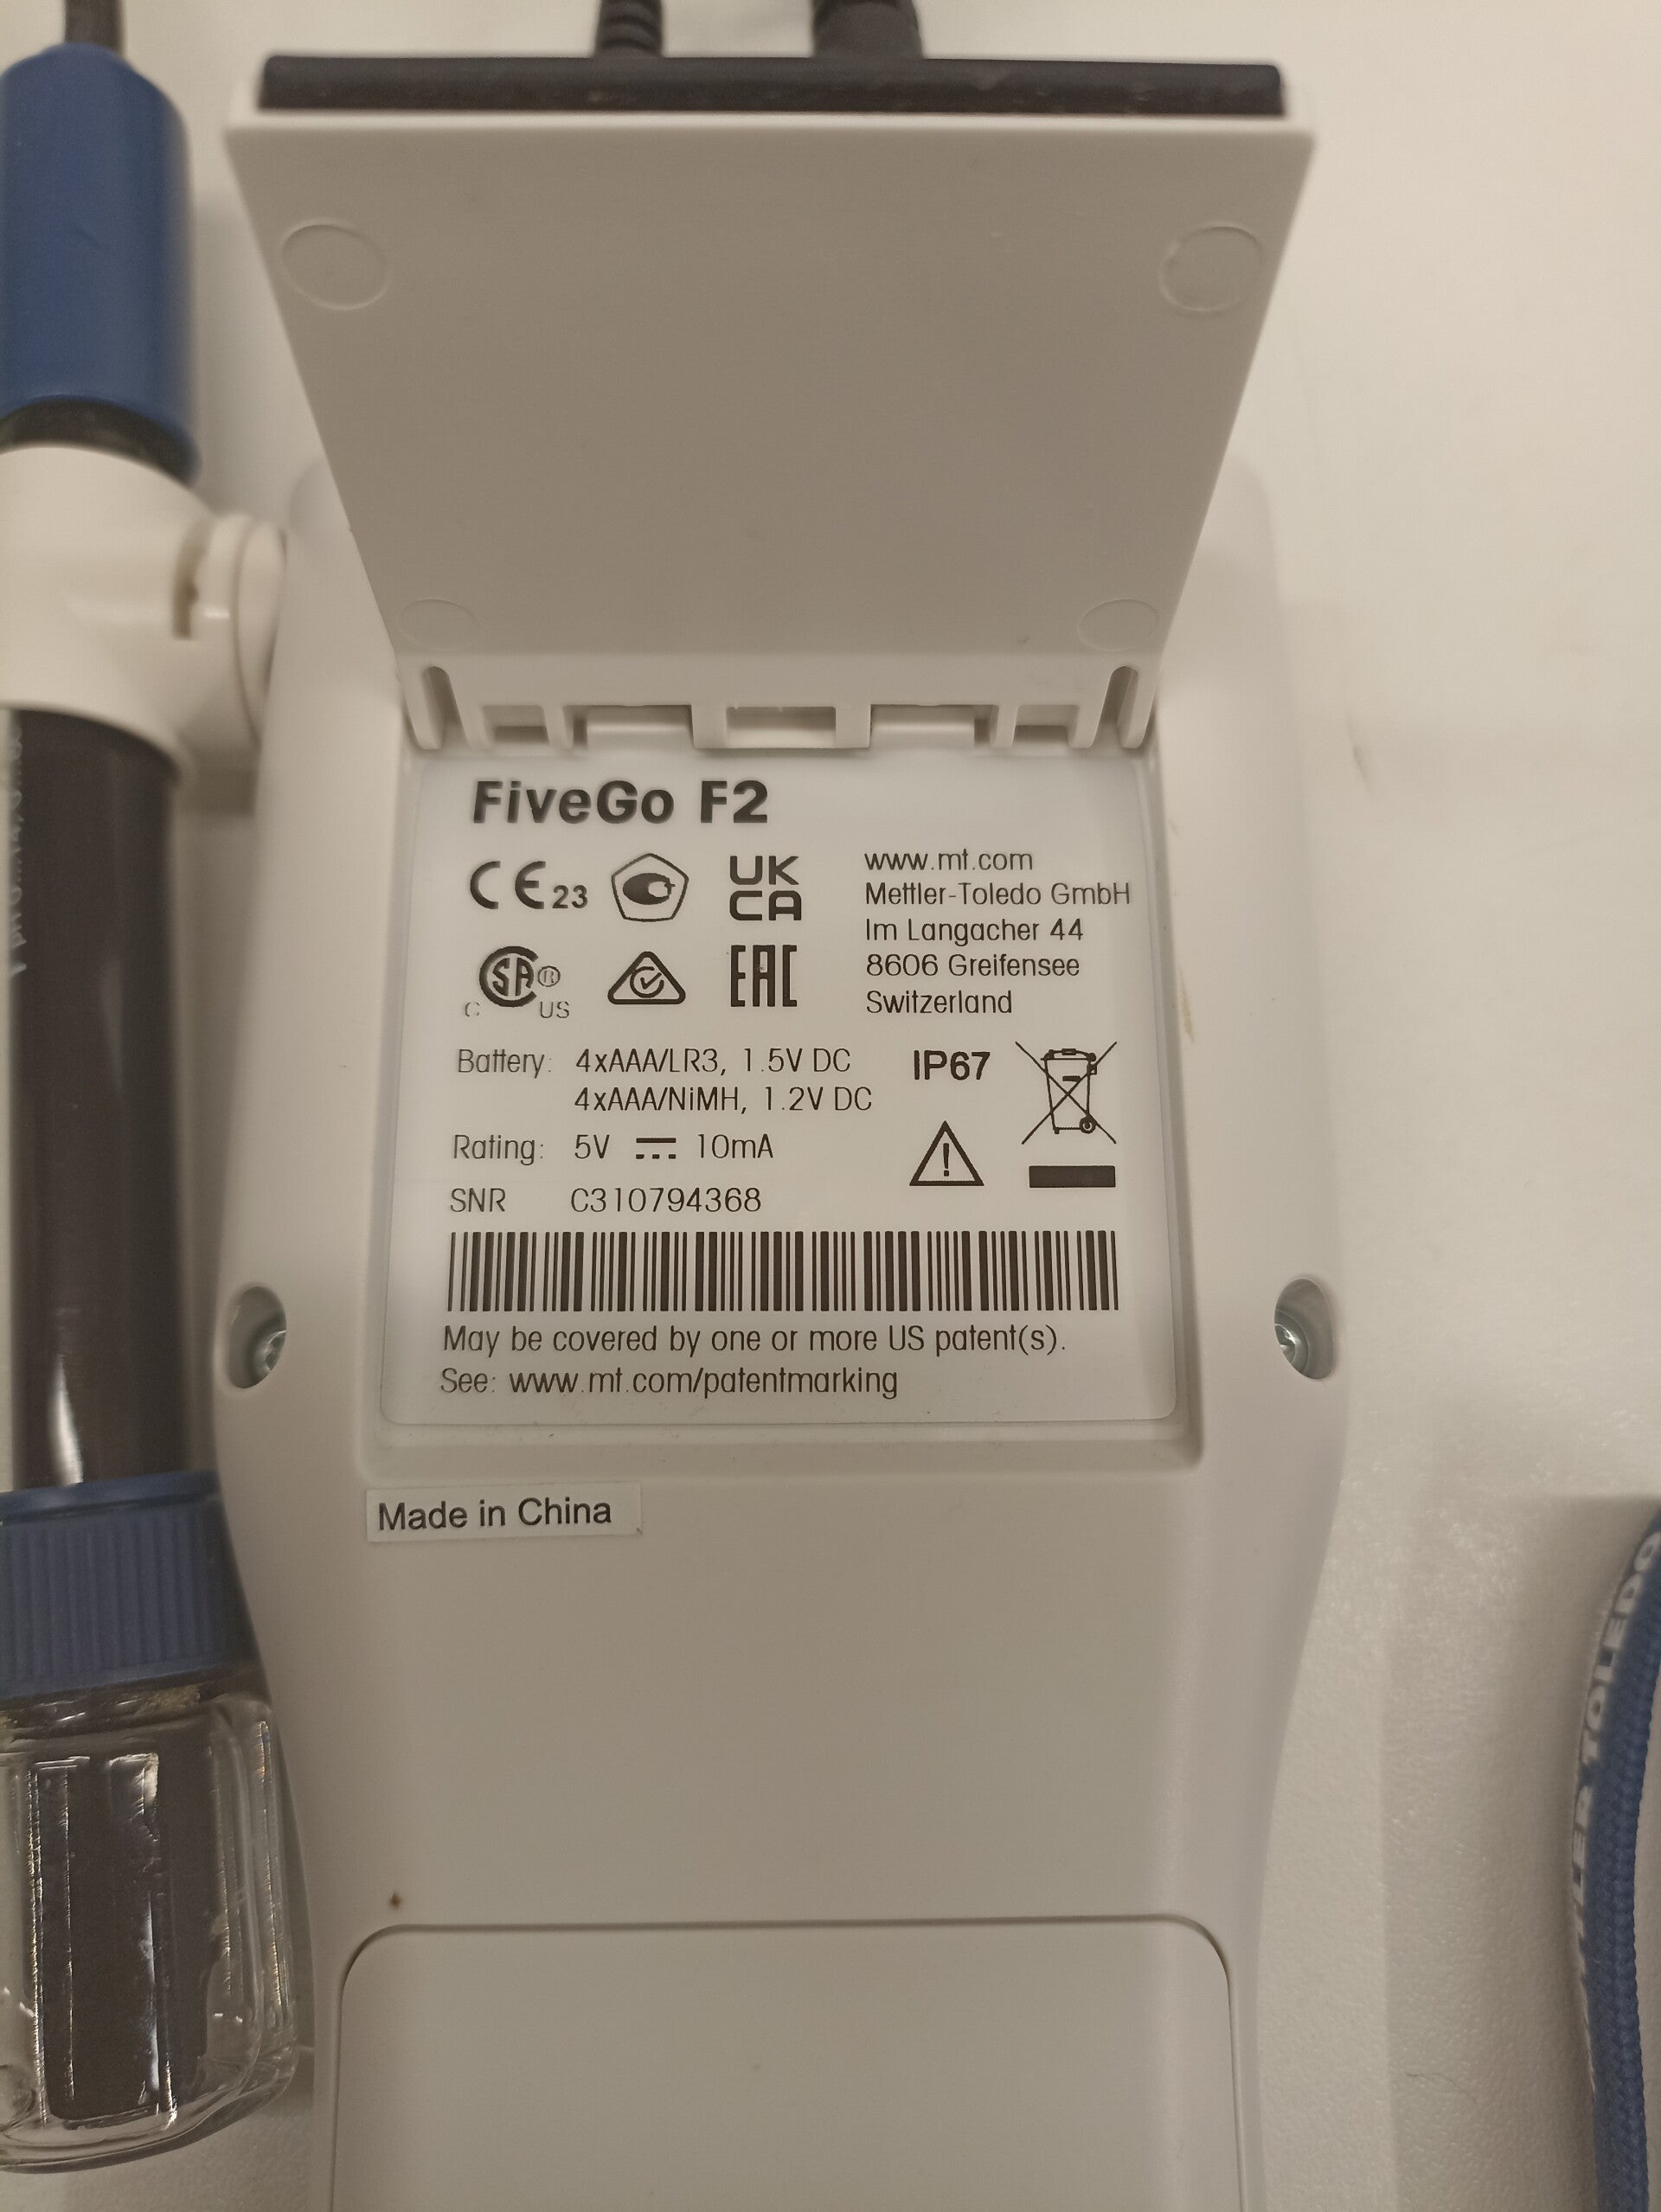 FiveGo F2
CE 23
UK
CA
www.mt.com
Mettler-Toledo GmbH
Im Langacher 44
8606 Greifensee
Switzerland
C SA ® US
EAC
Battery: 4xAAA/LR3, 1.5V DC
4xAAA/NiMH, 1.2V DC
IP67
Rating: 5V 10mA
SNR C310794368
May be covered by one or more US patent(s).
See: www.mt.com/patentmarking
Made in China
TOLEDO